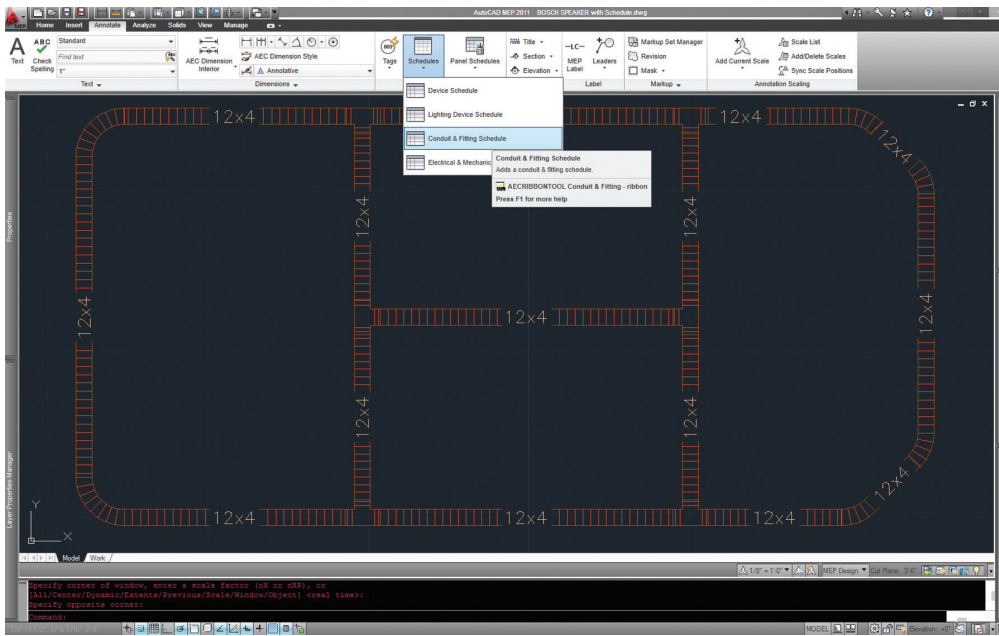 AutoCAD MEP 2011 BOSCH SPEAKER with Schedule.dwg
MEP
Home Insert Annotate Analyze Solids View Manage
A
Text
ABC
Check
Spelling
Standard
Find text
1"
Text
AEC Dimension
Interior
AEC Dimension Style
Annotative
Dimensions
Tags
Schedules
Panel Schedules
Title
Section
Elevation
MEP
Label
Leaders
Label
Markup Set Manager
Revision
Mask
Markup
Add Current Scale
Scale List
Add/Delete Scales
Sync Scale Positions
Annotation Scaling
Device Schedule
Lighting Device Schedule
Conduit & Fitting Schedule
Electrical & Mechanic
Conduit & Fitting Schedule
Adds a conduit & fitting schedule.
AECRIBBONTOOL Conduit & Fitting - ribbon
Press F1 for more help
12x4
12x4
12x4
12x4
12x4
12x4
12x4
12x4
12x4
12x4
12x4
12x4
12x4
12x4
Y
X
Properties
Layer Properties Manager
Model Work
1/8" = 1'-0" MEP Design Cut Plane: 3'-6"
Specify corner of window, enter a scale factor (nX or nXP), or
[All/Center/Dynamic/Extents/Previous/Scale/Window/Object] <real time>:
Specify opposite corner:
Command:
MODEL
Elevation: +0"